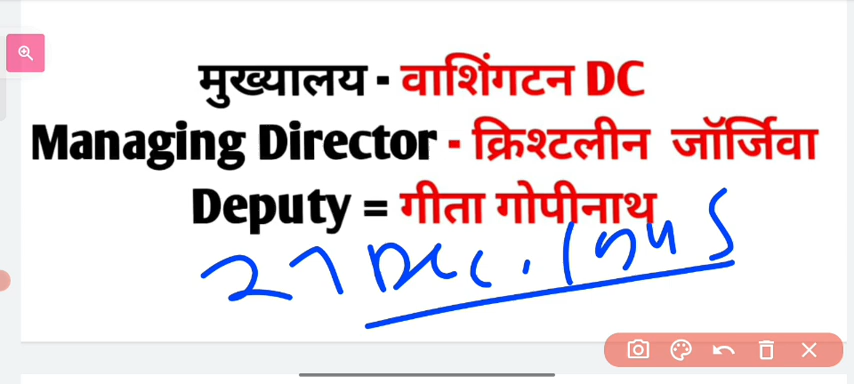 मुख्यालय - वाशिंगटन DC
Managing Director - क्रिश्टलीन जॉर्जिवा
Deputy = गीता गोपीनाथ
27 Dec. 1945